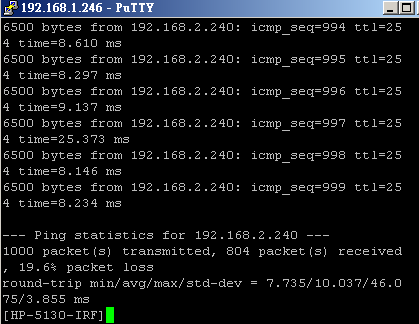 192.168.1.246 - PuTTY
6500 bytes from 192.168.2.240: icmp_seq=994 ttl=25
4 time=8.610 ms
6500 bytes from 192.168.2.240: icmp_seq=995 ttl=25
4 time=8.297 ms
6500 bytes from 192.168.2.240: icmp_seq=996 ttl=25
4 time=9.137 ms
6500 bytes from 192.168.2.240: icmp_seq=997 ttl=25
4 time=25.373 ms
6500 bytes from 192.168.2.240: icmp_seq=998 ttl=25
4 time=8.146 ms
6500 bytes from 192.168.2.240: icmp_seq=999 ttl=25
4 time=8.234 ms
--- Ping statistics for 192.168.2.240 ---
1000 packet(s) transmitted, 804 packet(s) received
, 19.6% packet loss
round-trip min/avg/max/std-dev = 7.735/10.037/46.0
75/3.855 ms
[HP-5130-IRF]